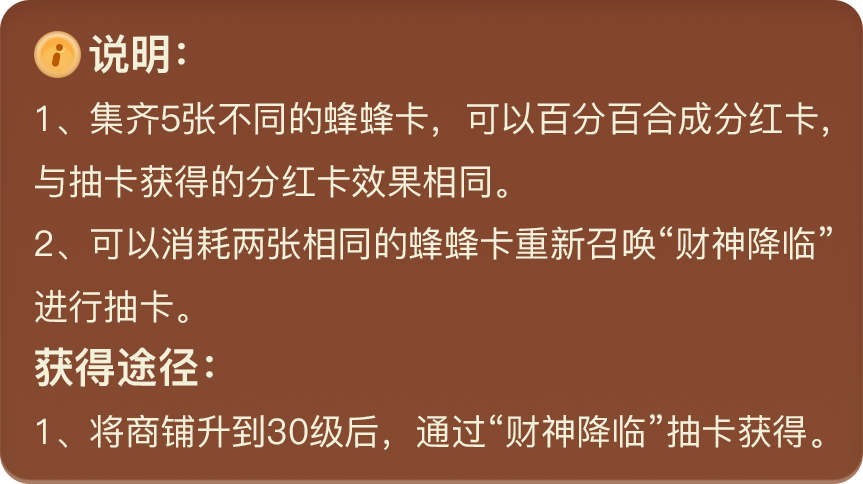 说明：
1、集齐5张不同的蜂蜂卡，可以百分百合成分红卡，
与抽卡获得的分红卡效果相同。
2、可以消耗两张相同的蜂蜂卡重新召唤“财神降临”
进行抽卡。
获得途径：
1、将商铺升到30级后，通过“财神降临”抽卡获得。